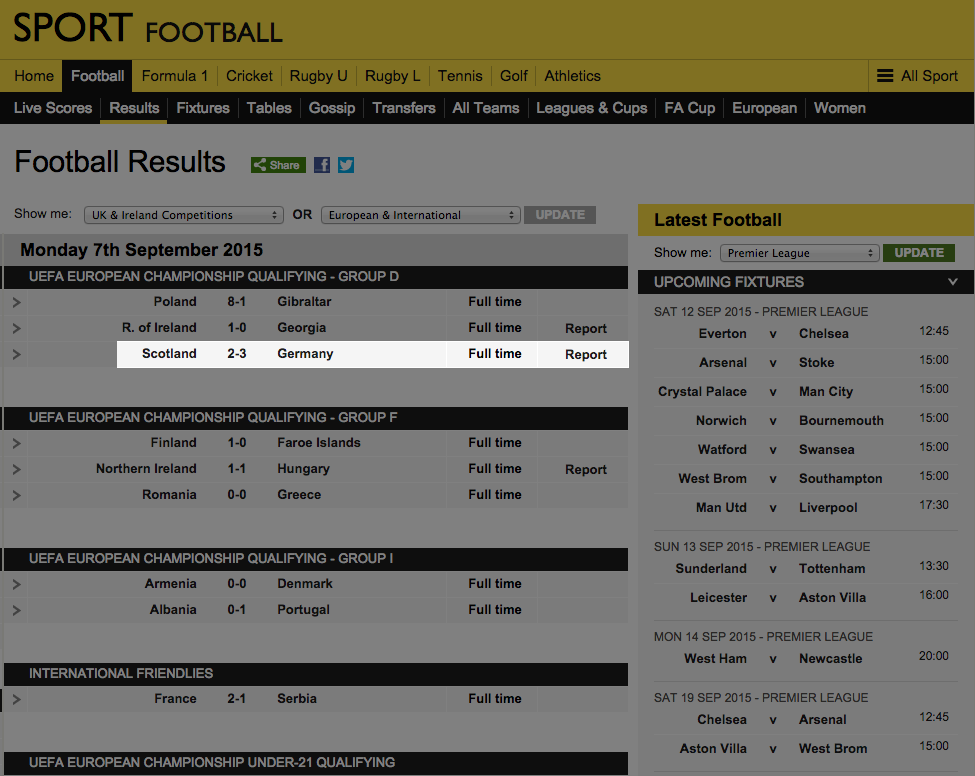 SPORT FOOTBALL
Home Football Formula 1 Cricket Rugby U Rugby L Tennis Golf Athletics All Sport
Live Scores Results Fixtures Tables Gossip Transfers All Teams Leagues & Cups FA Cup European Women
Football Results Share f
Show me: UK & Ireland Competitions OR European & International UPDATE
Monday 7th September 2015
UEFA EUROPEAN CHAMPIONSHIP QUALIFYING - GROUP D
Poland 8-1 Gibraltar Full time
R. of Ireland 1-0 Georgia Full time Report
Scotland 2-3 Germany Full time Report
UEFA EUROPEAN CHAMPIONSHIP QUALIFYING - GROUP F
Finland 1-0 Faroe Islands Full time
Northern Ireland 1-1 Hungary Full time Report
Romania 0-0 Greece Full time
UEFA EUROPEAN CHAMPIONSHIP QUALIFYING - GROUP I
Armenia 0-0 Denmark Full time
Albania 0-1 Portugal Full time
INTERNATIONAL FRIENDLIES
France 2-1 Serbia Full time
UEFA EUROPEAN CHAMPIONSHIP UNDER-21 QUALIFYING
Latest Football
Show me: Premier League UPDATE
UPCOMING FIXTURES
SAT 12 SEP 2015 - PREMIER LEAGUE
Everton v Chelsea 12:45
Arsenal v Stoke 15:00
Crystal Palace v Man City 15:00
Norwich v Bournemouth 15:00
Watford v Swansea 15:00
West Brom v Southampton 15:00
Man Utd v Liverpool 17:30
SUN 13 SEP 2015 - PREMIER LEAGUE
Sunderland v Tottenham 13:30
Leicester v Aston Villa 16:00
MON 14 SEP 2015 - PREMIER LEAGUE
West Ham v Newcastle 20:00
SAT 19 SEP 2015 - PREMIER LEAGUE
Chelsea v Arsenal 12:45
Aston Villa v West Brom 15:00